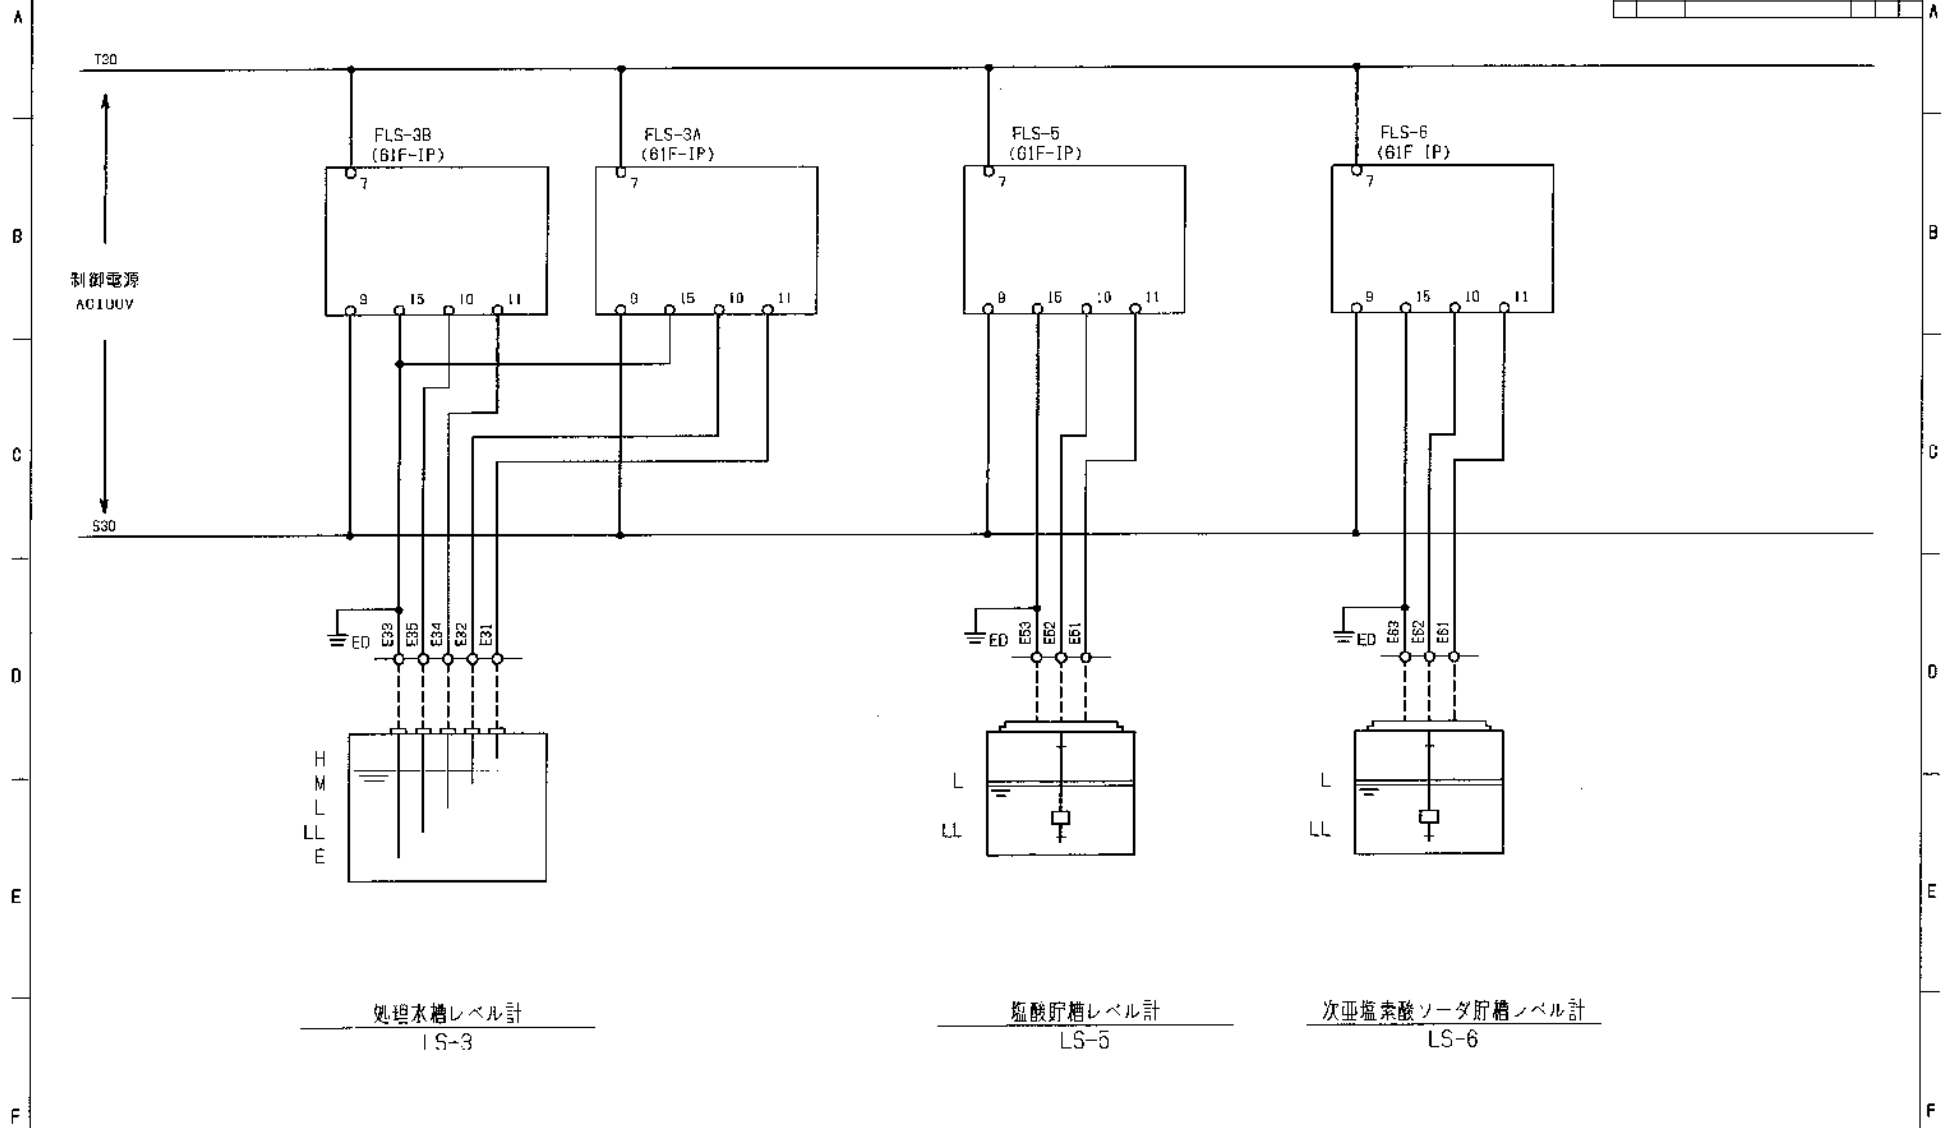 A
A
T30
FLS-3B
(61F-IP)
FLS-3A
(61F-IP)
FLS-5
(61F-IP)
FLS-6
(61F IP)
7
7
7
7
B
B
制御電源
AC100V
9 15 10 11
9 15 10 11
9 15 10 11
9 15 10 11
C
C
S30
ED
E33
E35
E34
E32
E31
ED
E53
E52
E51
ED
E63
E62
E61
D
D
H
M
L
LL
E
L
LL
L
LL
E
E
処理水槽レベル計
LS-3
塩酸貯槽レベル計
LS-5
次亜塩素酸ソーダ貯槽レベル計
LS-6
F
F